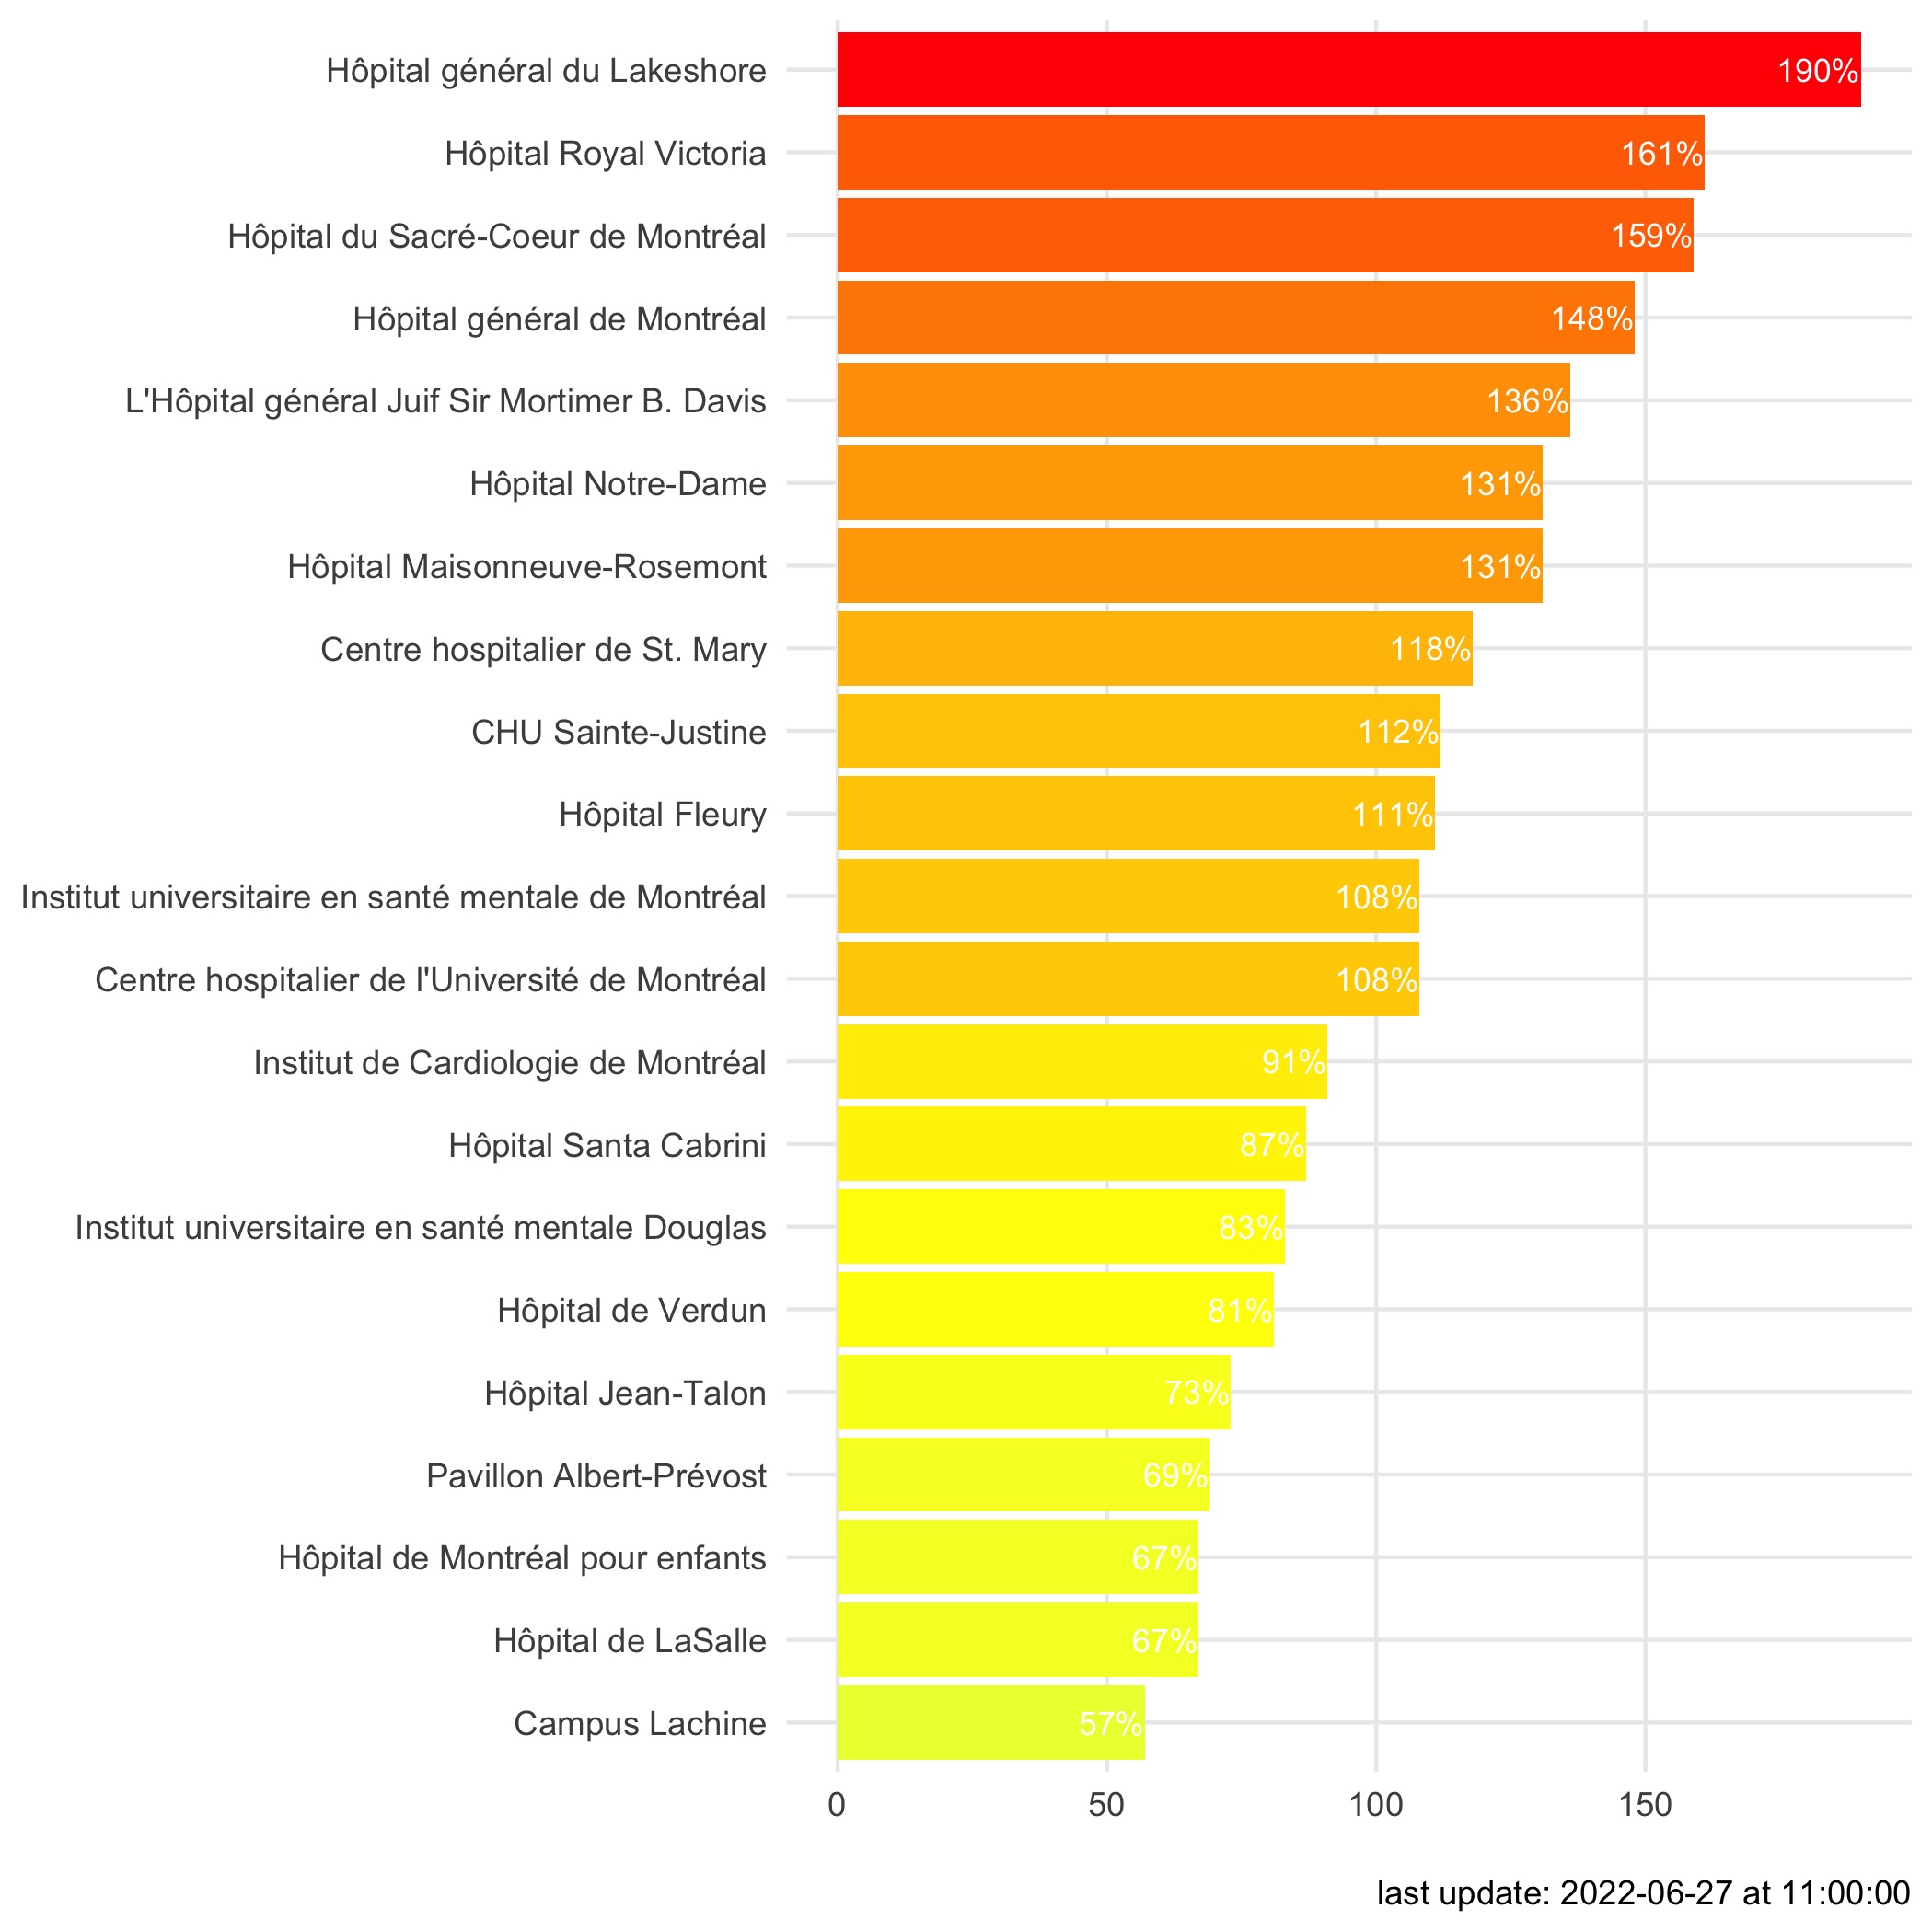 Hôpital général du Lakeshore 190%
Hôpital Royal Victoria 161%
Hôpital du Sacré-Coeur de Montréal 159%
Hôpital général de Montréal 148%
L'Hôpital général Juif Sir Mortimer B. Davis 136%
Hôpital Notre-Dame 131%
Hôpital Maisonneuve-Rosemont 131%
Centre hospitalier de St. Mary 118%
CHU Sainte-Justine 112%
Hôpital Fleury 111%
Institut universitaire en santé mentale de Montréal 108%
Centre hospitalier de l'Université de Montréal 108%
Institut de Cardiologie de Montréal 91%
Hôpital Santa Cabrini 87%
Institut universitaire en santé mentale Douglas 83%
Hôpital de Verdun 81%
Hôpital Jean-Talon 73%
Pavillon Albert-Prévost 69%
Hôpital de Montréal pour enfants 67%
Hôpital de LaSalle 67%
Campus Lachine 57%
0 50 100 150
last update: 2022-06-27 at 11:00:00